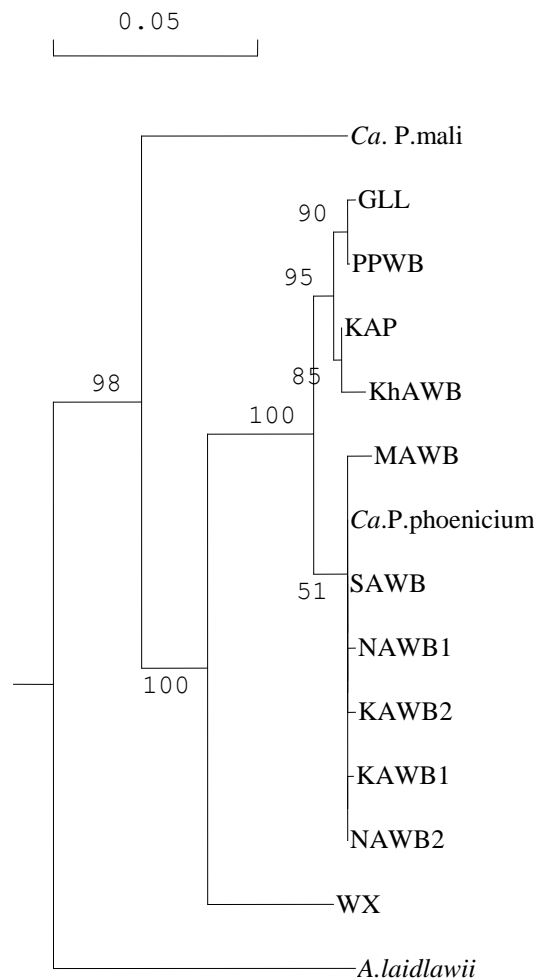 0.05
Ca. P.mali
GLL
90
PPWB
95
KAP
85
KhAWB
98
100
MAWB
Ca.P.phoenicium
SAWB
51
NAWB1
100
KAWB2
KAWB1
NAWB2
WX
A.laidlawii